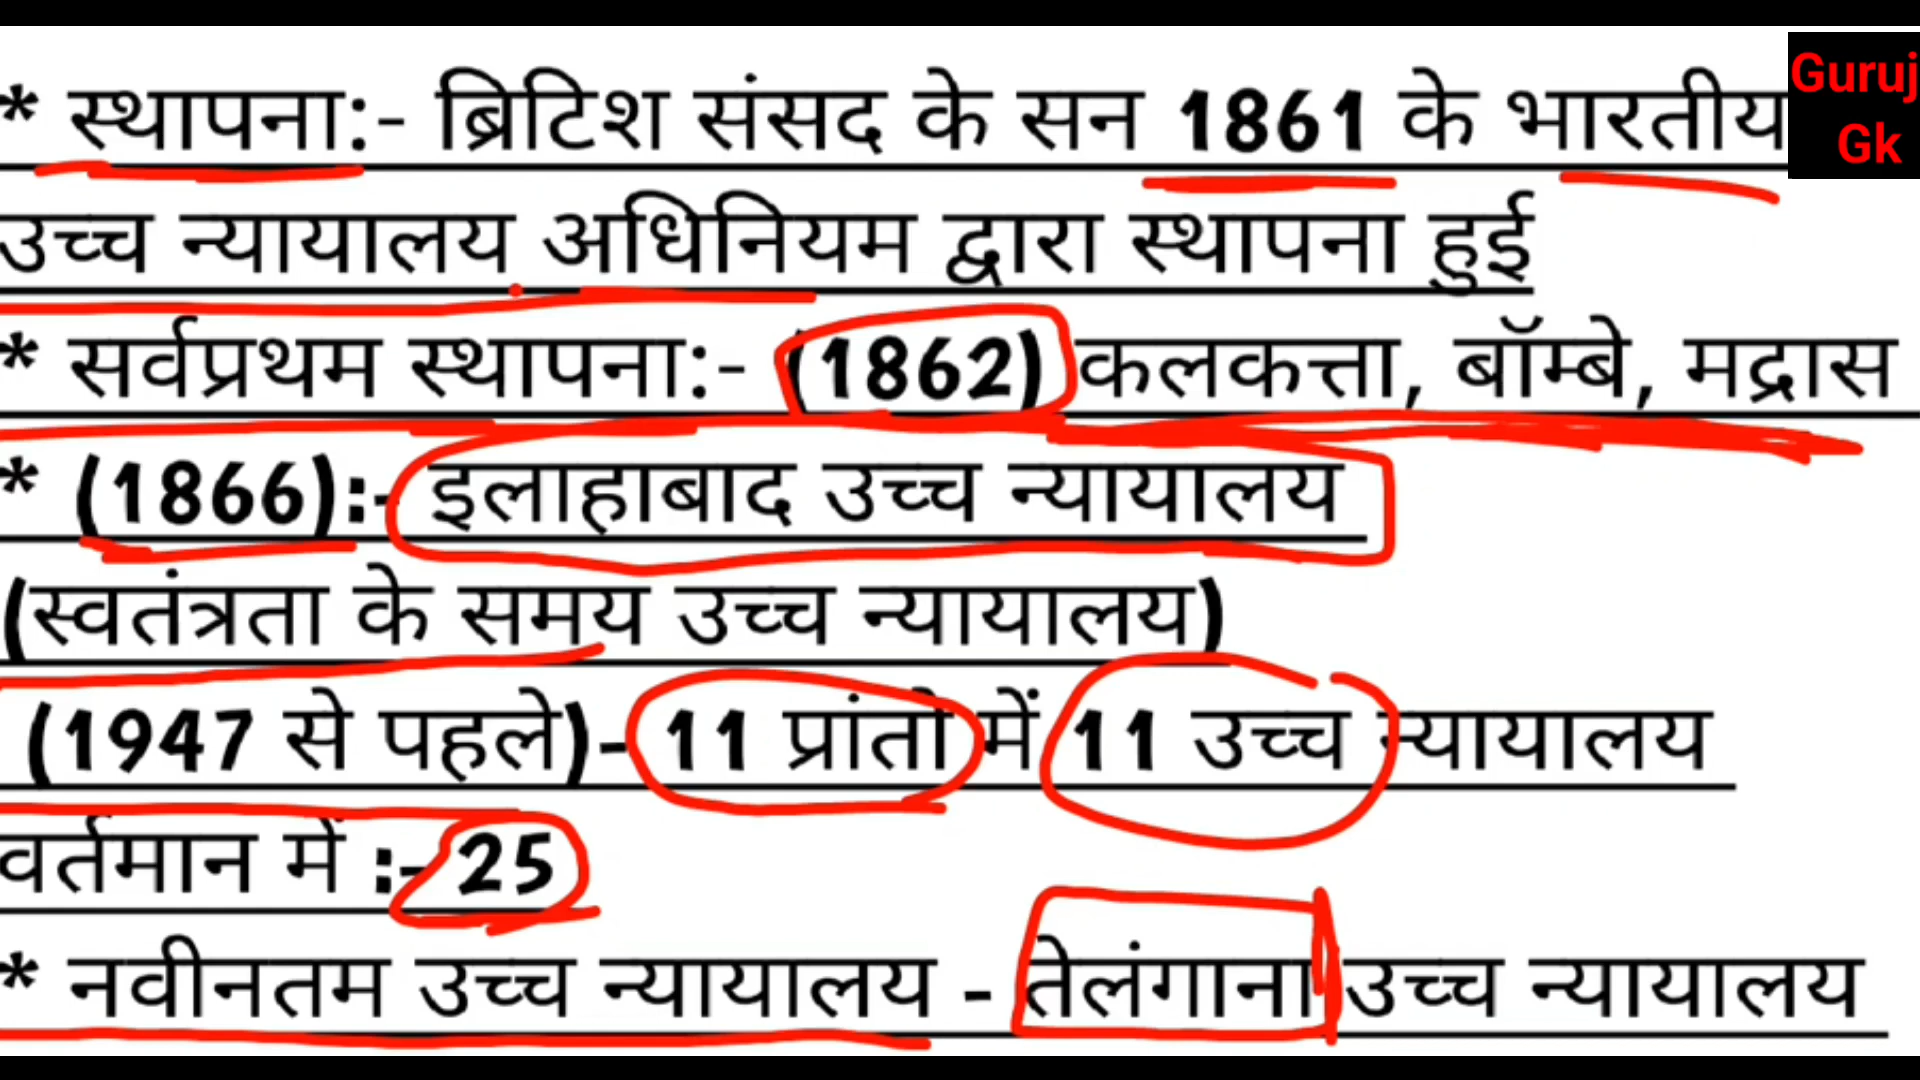 * स्थापना:- ब्रिटिश संसद के सन 1861 के भारतीय
Guruj
Gk
उच्च न्यायालय अधिनियम द्वारा स्थापना हुई
* सर्वप्रथम स्थापना:- (1862) कलकत्ता, बॉम्बे, मद्रास
* (1866):- इलाहाबाद उच्च न्यायालय
(स्वतंत्रता के समय उच्च न्यायालय)
(1947 से पहले)- 11 प्रांतो में 11 उच्च न्यायालय
वर्तमान में :- 25
* नवीनतम उच्च न्यायालय - तेलंगाना उच्च न्यायालय